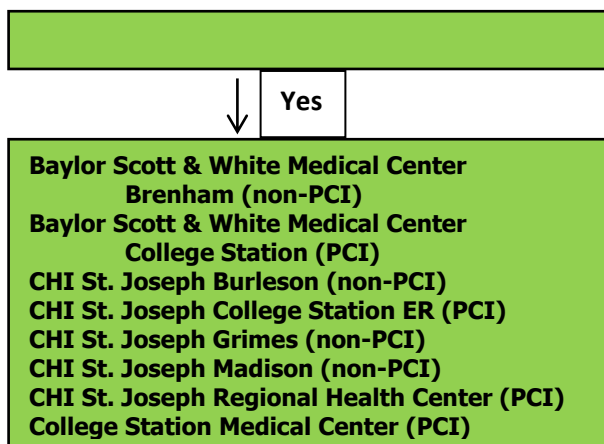 Yes
Baylor Scott & White Medical Center
Brenham (non-PCI)
Baylor Scott & White Medical Center
College Station (PCI)
CHI St. Joseph Burleson (non-PCI)
CHI St. Joseph College Station ER (PCI)
CHI St. Joseph Grimes (non-PCI)
CHI St. Joseph Madison (non-PCI)
CHI St. Joseph Regional Health Center (PCI)
College Station Medical Center (PCI)